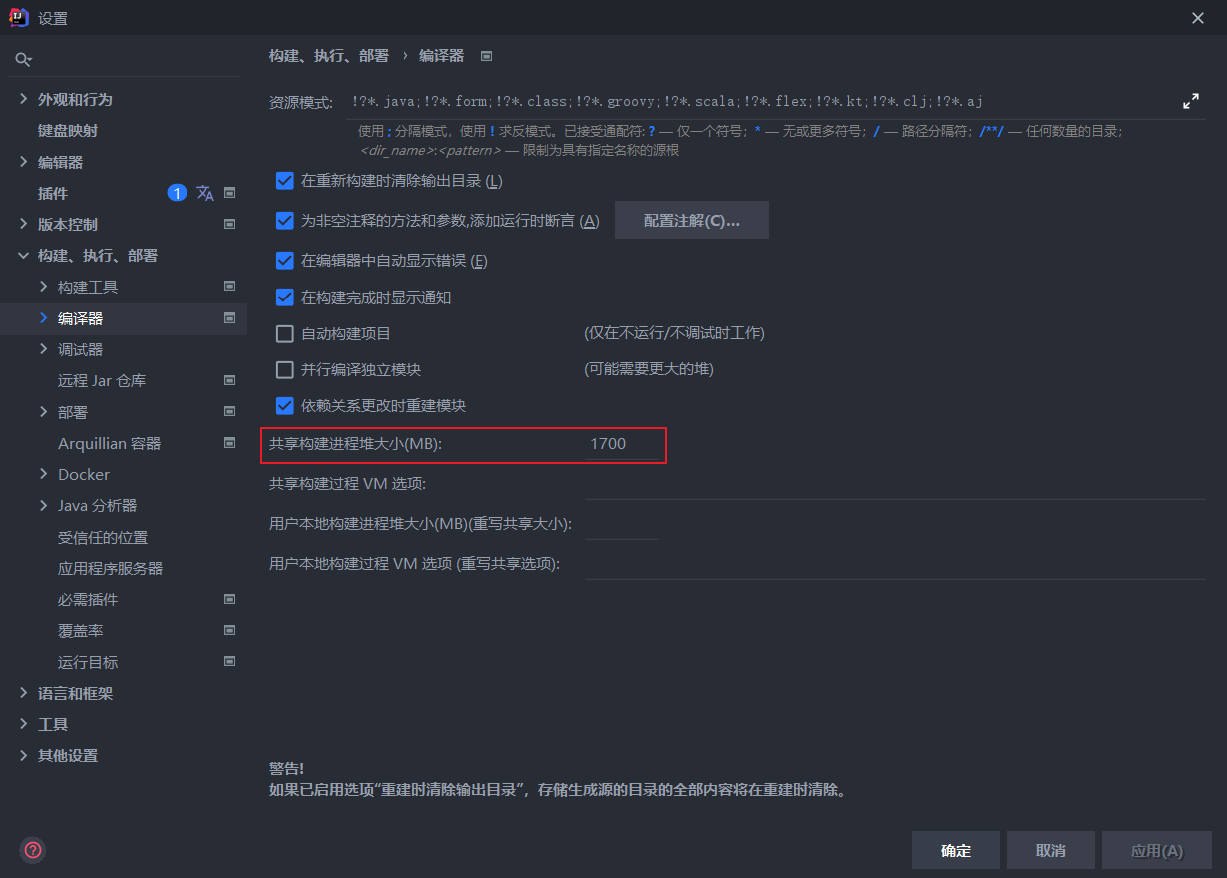 设置
构建、执行、部署 › 编译器
外观和行为
键盘映射
编辑器
插件 1
版本控制
构建、执行、部署
构建工具
编译器
调试器
远程 Jar 仓库
部署
Arquillian 容器
Docker
Java 分析器
受信任的位置
应用程序服务器
必需插件
覆盖率
运行目标
语言和框架
工具
其他设置
资源模式: !?*.java;!?*.form;!?*.class;!?*.groovy;!?*.scala;!?*.flex;!?*.kt;!?*.clj;!?*.aj
使用 ; 分隔模式，使用 ! 求反模式。已接受通配符: ? — 仅一个符号；* — 无或更多符号；/ — 路径分隔符；/**/ — 任何数量的目录；
<dir_name>:<pattern> — 限制为具有指定名称的源根
在重新构建时清除输出目录 (L)
为非空注释的方法和参数,添加运行时断言 (A) 配置注解(C)...
在编辑器中自动显示错误 (E)
在构建完成时显示通知
自动构建项目 (仅在不运行/不调试时工作)
并行编译独立模块 (可能需要更大的堆)
依赖关系更改时重建模块
共享构建进程堆大小(MB): 1700
共享构建过程 VM 选项:
用户本地构建进程堆大小(MB)(重写共享大小):
用户本地构建过程 VM 选项 (重写共享选项):
警告!
如果已启用选项“重建时清除输出目录”，存储生成源的目录的全部内容将在重建时清除。
? 确定 取消 应用(A)